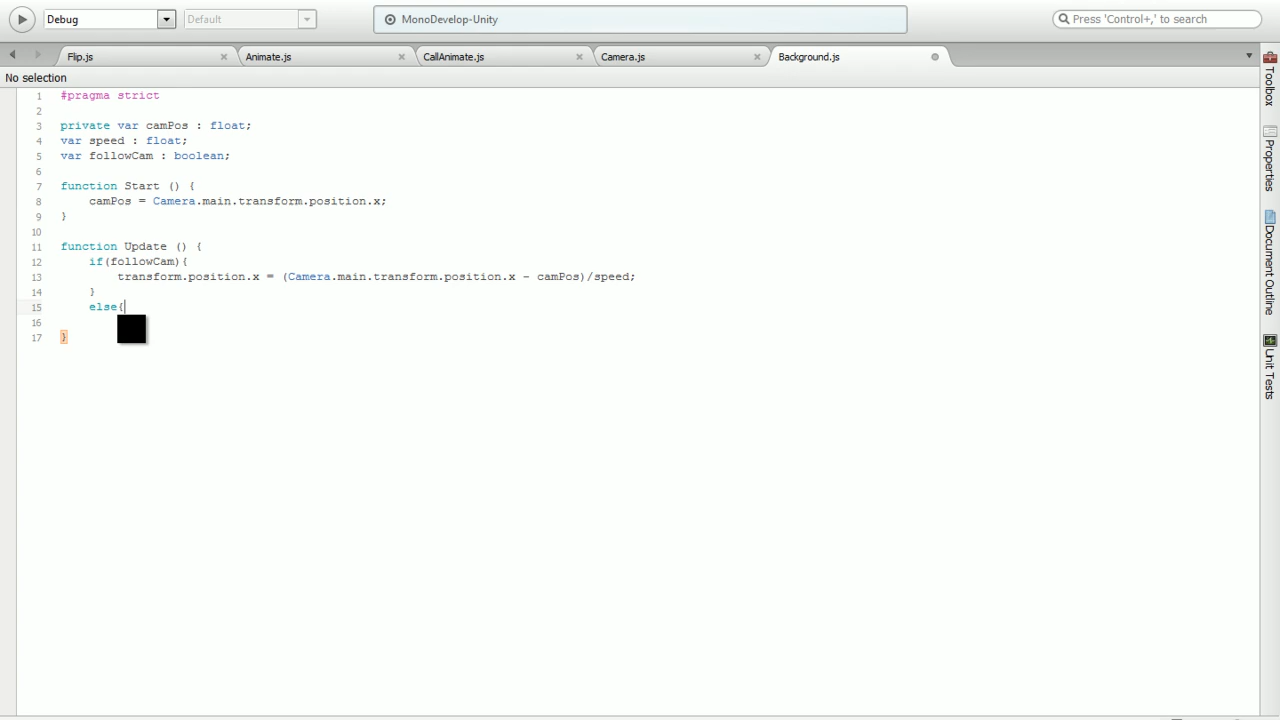 Debug
Default
MonoDevelop-Unity
Press 'Control+,' to search
Flip.js
Animate.js
CallAnimate.js
Camera.js
Background.js
No selection
1 #pragma strict
2
3 private var camPos : float;
4 var speed : float;
5 var followCam : boolean;
6
7 function Start () {
8 camPos = Camera.main.transform.position.x;
9 }
10
11 function Update () {
12 if(followCam){
13 transform.position.x = (Camera.main.transform.position.x - camPos)/speed;
14 }
15 else{
16
17 }
Toolbox
Properties
Document Outline
Unit Tests